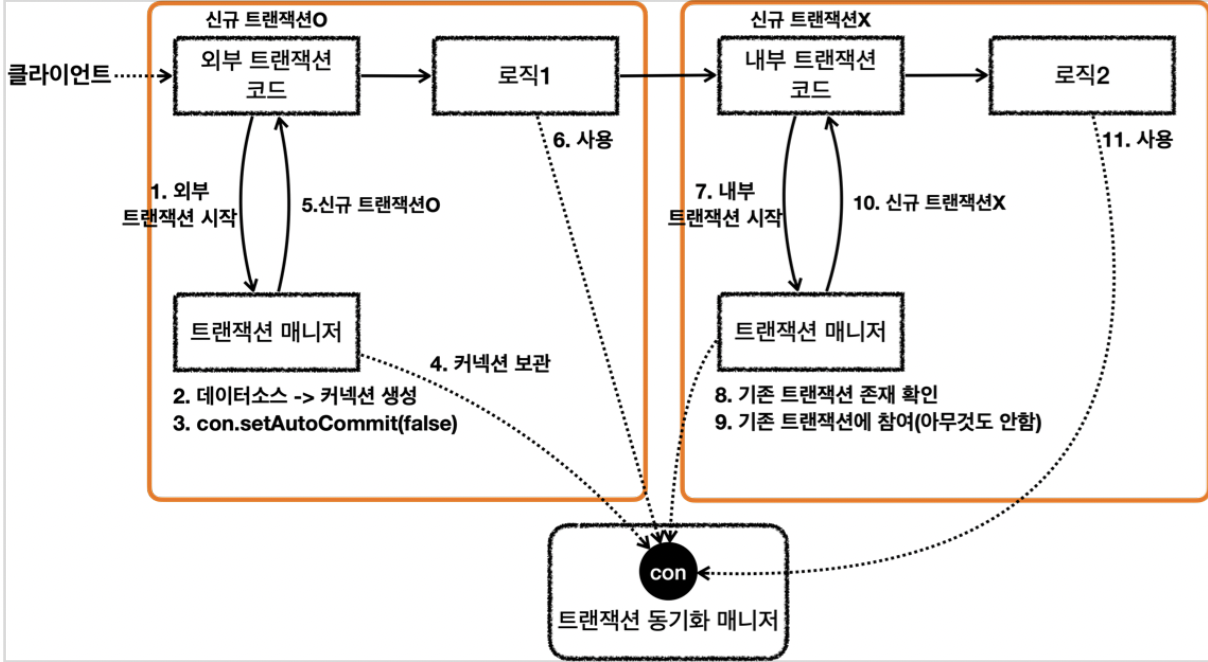 신규 트랜잭션O
신규 트랜잭션X
클라이언트
외부 트랜잭션
코드
로직1
내부 트랜잭션
코드
로직2
6. 사용
11. 사용
1. 외부
트랜잭션 시작
5.신규 트랜잭션O
7. 내부
트랜잭션 시작
10. 신규 트랜잭션X
트랜잭션 매니저
트랜잭션 매니저
4. 커넥션 보관
2. 데이터소스 -> 커넥션 생성
3. con.setAutoCommit(false)
8. 기존 트랜잭션 존재 확인
9. 기존 트랜잭션에 참여(아무것도 안함)
con
트랜잭션 동기화 매니저